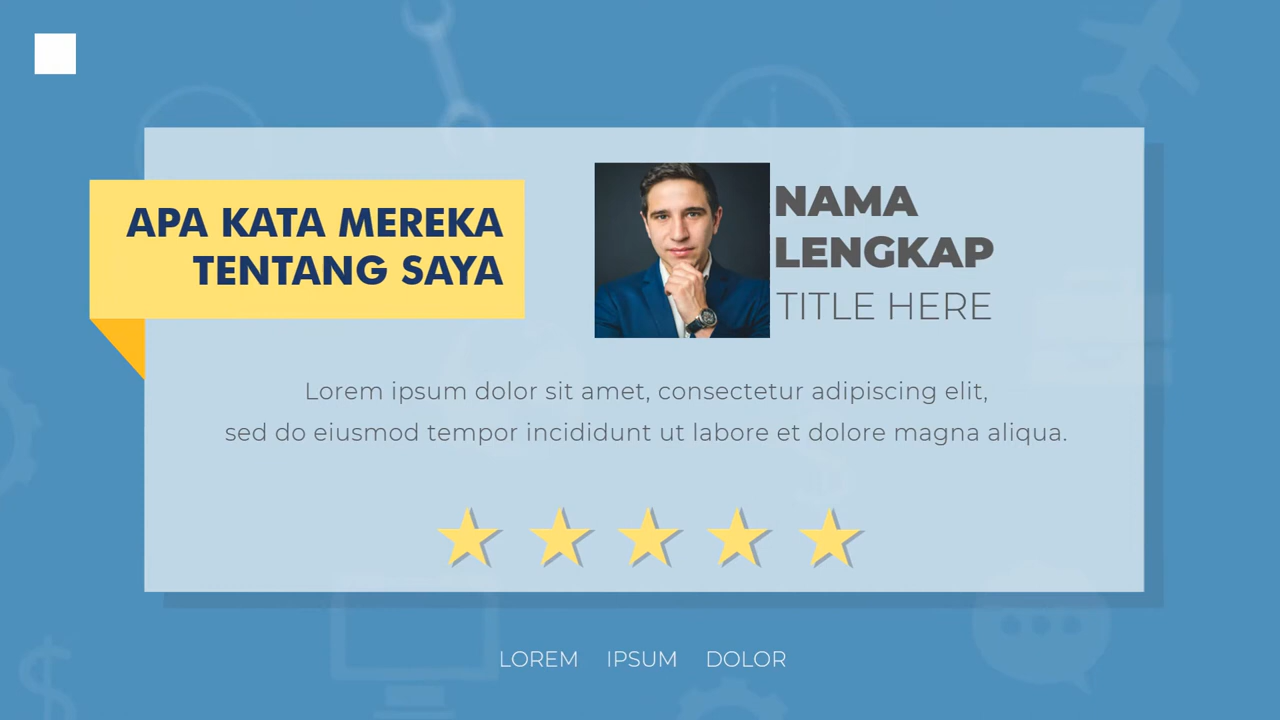 APA KATA MEREKA
TENTANG SAYA
NAMA
LENGKAP
TITLE HERE
Lorem ipsum dolor sit amet, consectetur adipiscing elit,
sed do eiusmod tempor incididunt ut labore et dolore magna aliqua.
LOREM IPSUM DOLOR